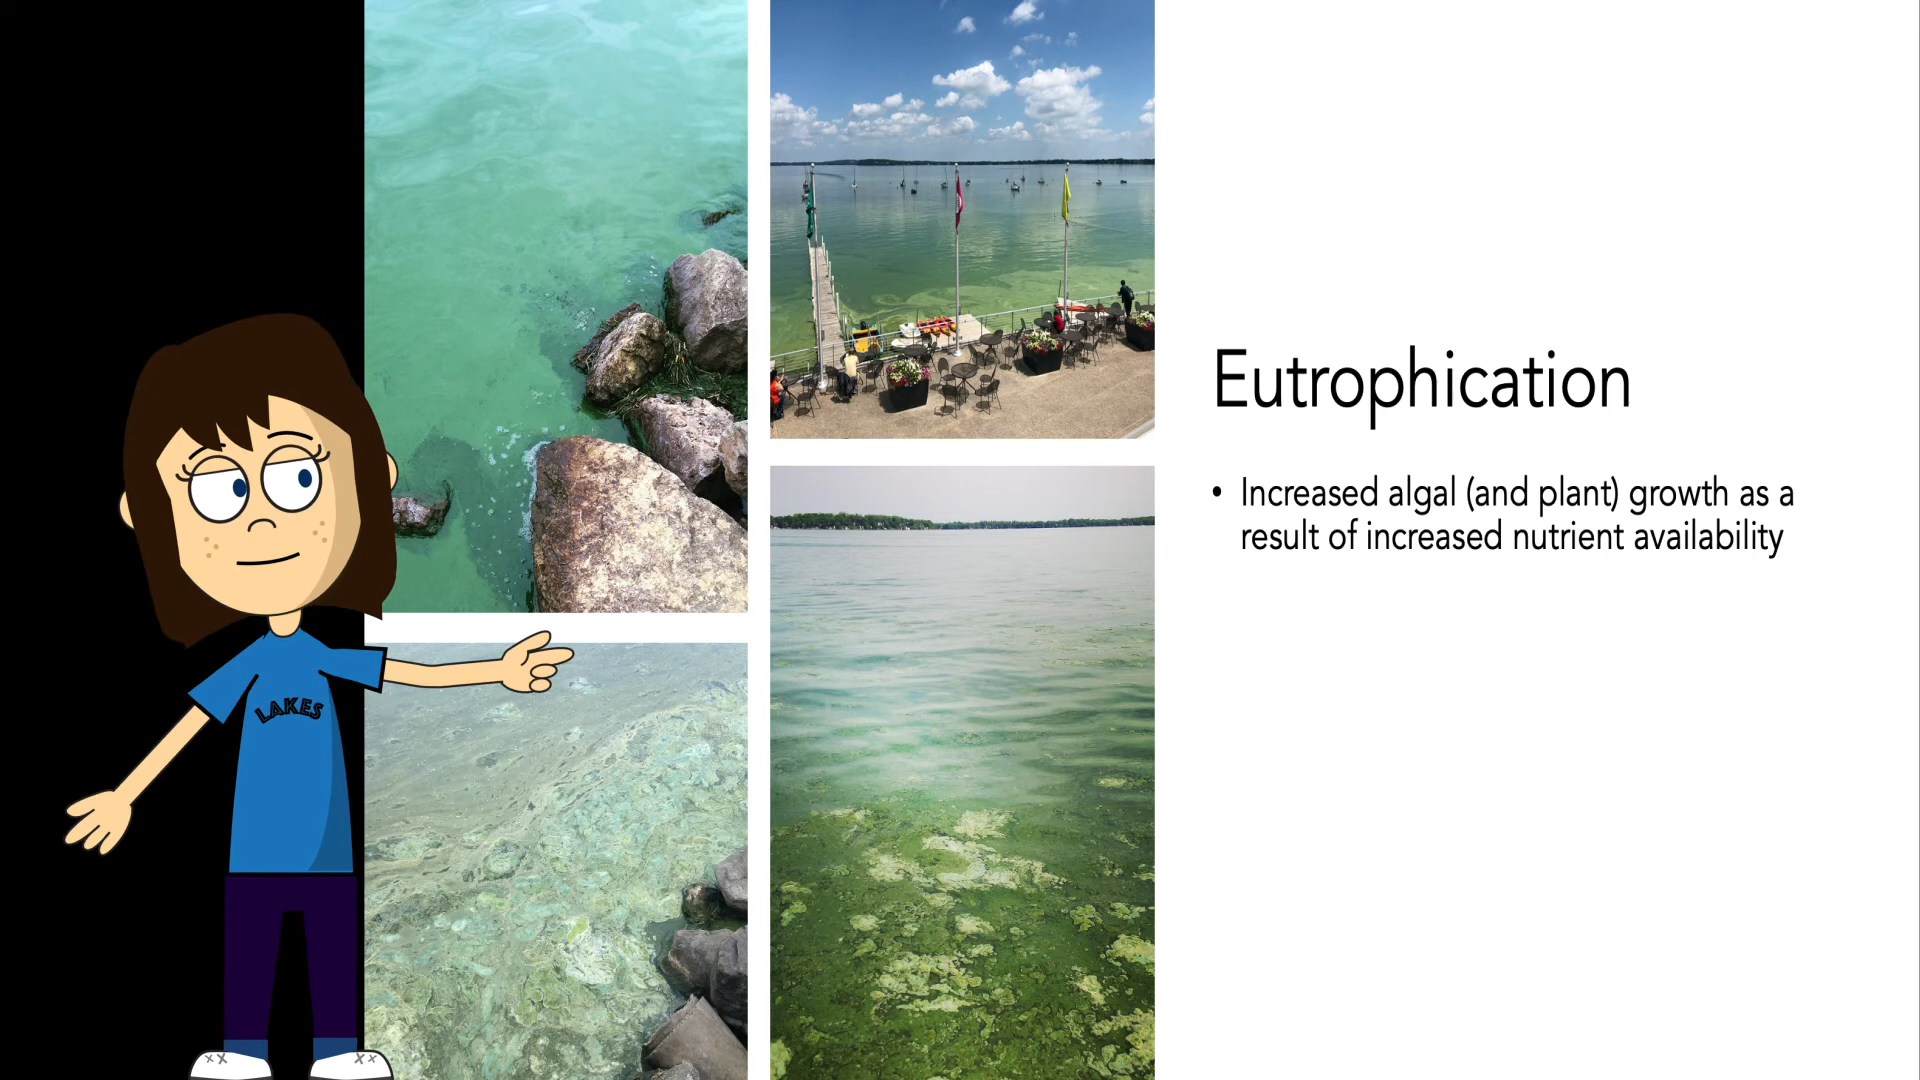 LAKES
Eutrophication
• Increased algal (and plant) growth as a
result of increased nutrient availability